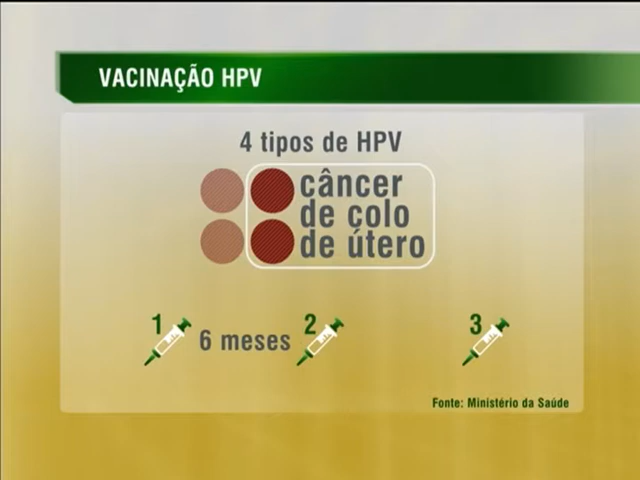 VACINAÇÃO HPV
4 tipos de HPV
câncer
de colo
de útero
1 6 meses 2 3
Fonte: Ministério da Saúde